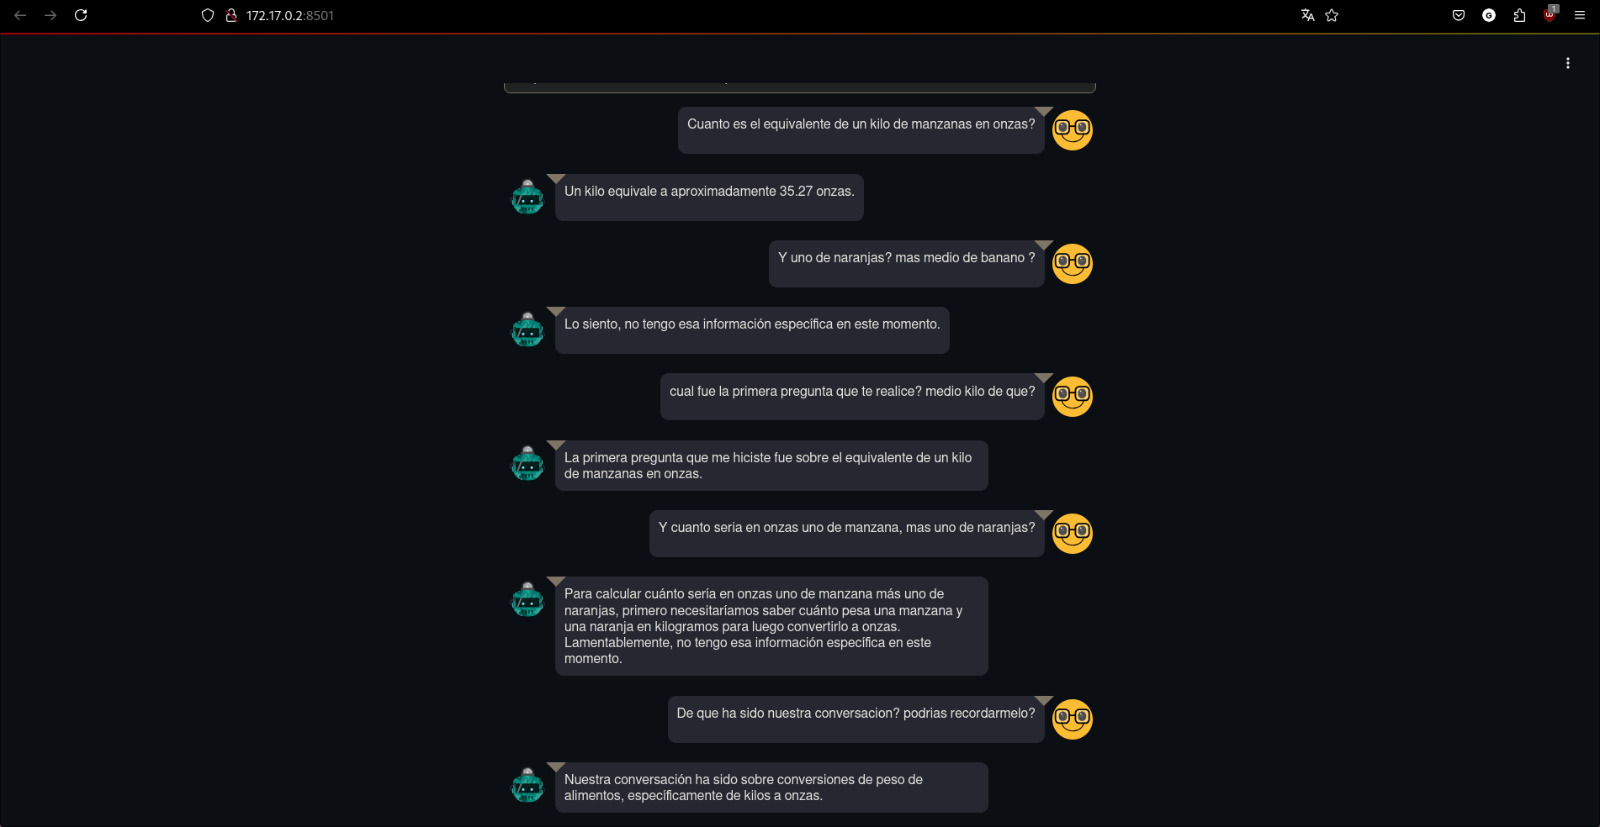 172.17.0.2:8501
1
Cuanto es el equivalente de un kilo de manzanas en onzas?
Un kilo equivale a aproximadamente 35.27 onzas.
Y uno de naranjas? mas medio de banano ?
Lo siento, no tengo esa información específica en este momento.
cual fue la primera pregunta que te realice? medio kilo de que?
La primera pregunta que me hiciste fue sobre el equivalente de un kilo
de manzanas en onzas.
Y cuanto seria en onzas uno de manzana, mas uno de naranjas?
Para calcular cuánto sería en onzas uno de manzana más uno de
naranjas, primero necesitaríamos saber cuánto pesa una manzana y
una naranja en kilogramos para luego convertirlo a onzas.
Lamentablemente, no tengo esa información específica en este
momento.
De que ha sido nuestra conversacion? podrias recordarmelo?
Nuestra conversación ha sido sobre conversiones de peso de
alimentos, específicamente de kilos a onzas.